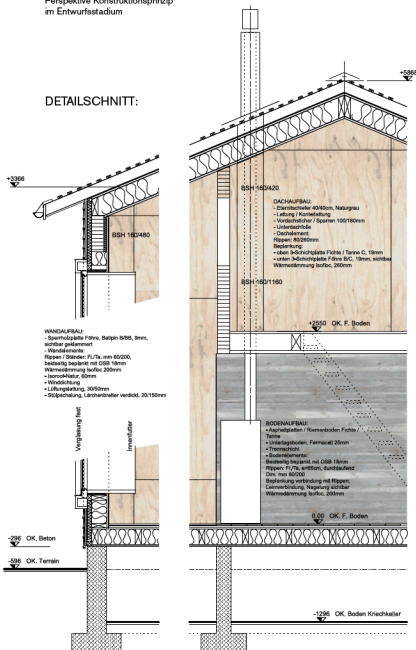 Perspektive Konstruktionsprinzip
im Entwurfsstadium
DETAILSCHNITT:
+5868
+3366
BSH 160/420
BSH 160/480
DACHAUFBAU:
- Eternitschiefer 40/40cm, Naturgrau
- Lattung / Konterlattung
- Vordachstichter / Sparren 100/180mm
- Unterdachfolie
- Dachelement:
Rippen: 80/260mm
Beplankung:
• oben 3-Schichtplatte Fichte / Tanne C, 19mm
• unten 3-Schichtplatte Föhre B/C, 19mm, sichtbar
Wärmedämmung Isofloc, 260mm
BSH 160/1160
+2550 OK. F. Boden
WANDAUFBAU:
- Sperrholzplatte Föhre, Batipin B/BB, 9mm,
sichtbar geklammert
- Wandelemente:
Rippen / Ständer: Fi./Ta. mm 60/200,
beidseitig beplankt mit OSB 18mm
Wärmedämmung Isofloc 200mm
- Isoroof-Natur, 60mm
- Winddichtung
- Lüftungslattung, 30/50mm
- Stülpschalung, Lärchenbretter verdickt, 20/150mm
Verglasung fest
Innenfutter
BODENAUFBAU:
- Asphaltplatten / Riemenboden Fichte /
Tanne
- Unterlagsboden, Fermacell 25mm
- Trennschicht
- Bodenelemente:
Beidseitig beplankt mit OSB 18mm
Rippen: Fi/Ta, e=65cm, durchlaufend
Dim. mm 80/200
Beplankung verbindung mit Rippen:
Leimverbindung, Nagelung sichtbar
Wärmedämmung Isofloc, 200mm
0.00 OK. F. Boden
-296 OK. Beton
-596 OK. Terrain
-1296 OK. Boden Kriechkeller